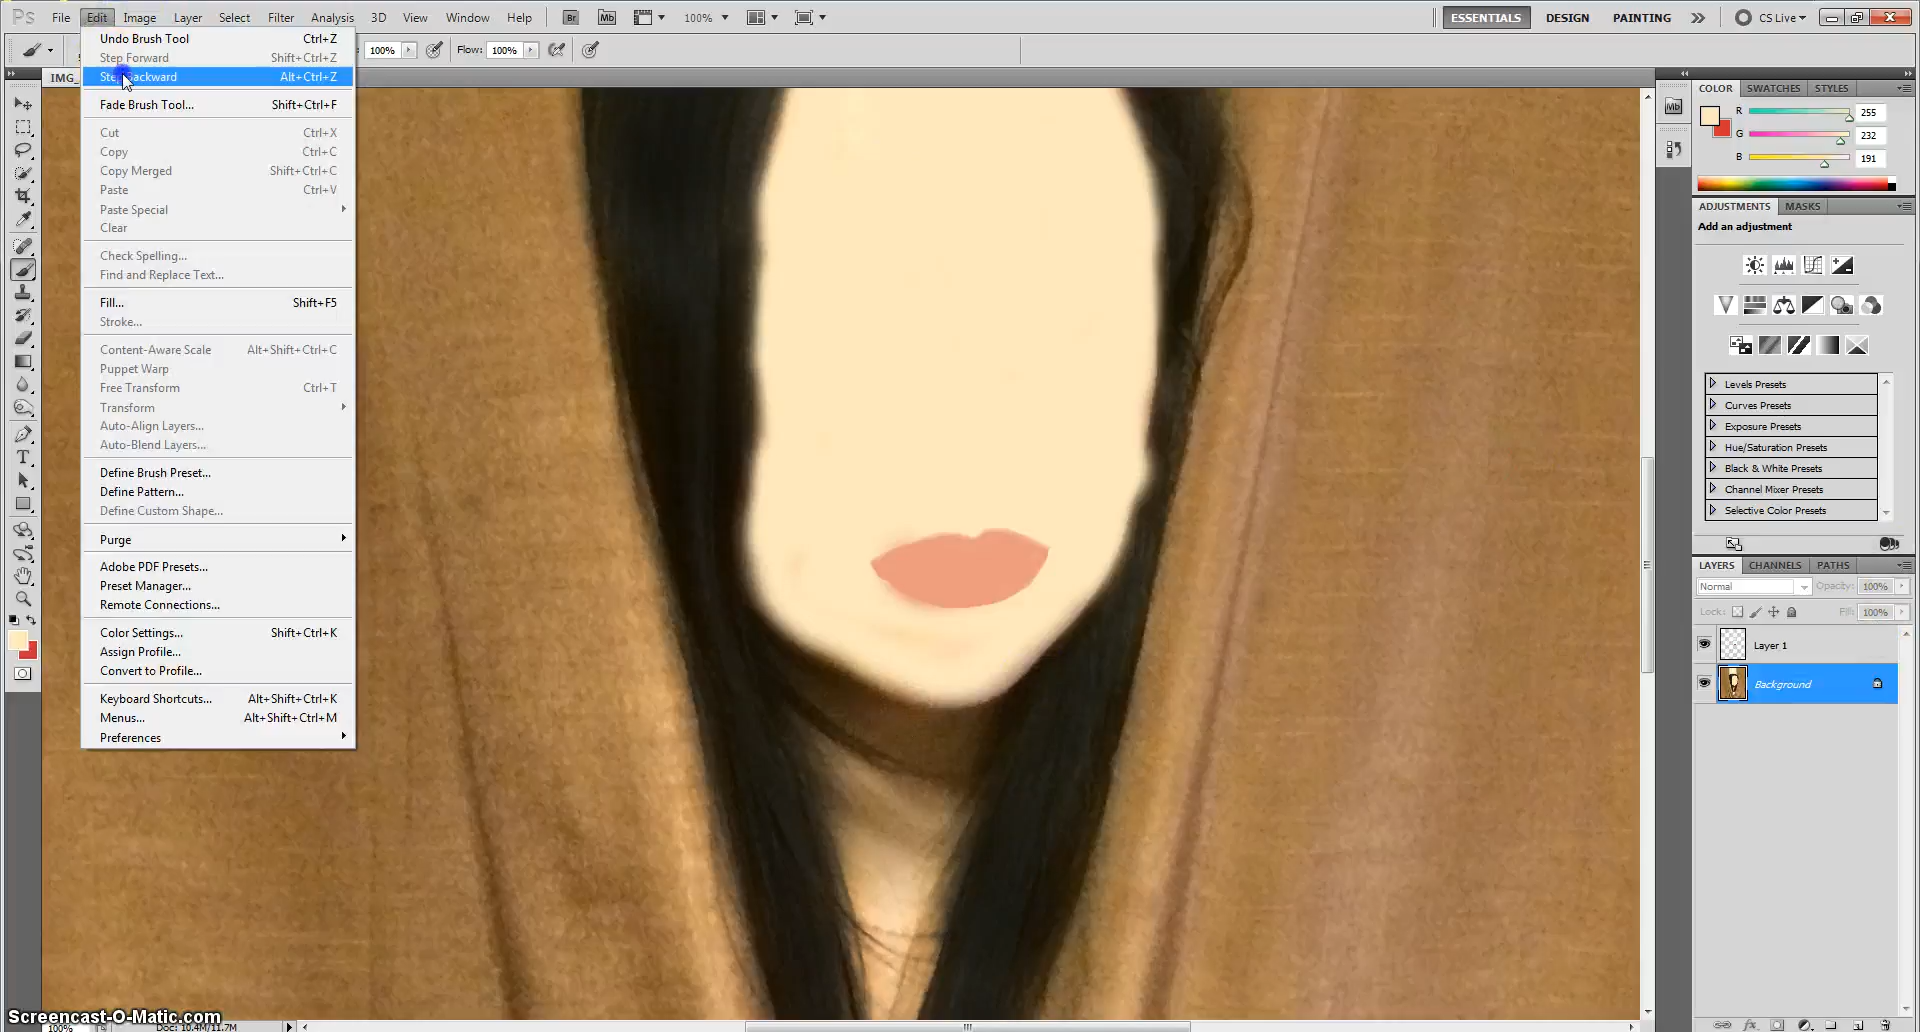 Ps File Edit Image Layer Select Filter Analysis 3D View Window Help Br Mb 100% ESSENTIALS DESIGN PAINTING CS Live
100% Flow: 100%
IMG_
Undo Brush Tool Ctrl+Z
Step Forward Shift+Ctrl+Z
Step Backward Alt+Ctrl+Z
Fade Brush Tool... Shift+Ctrl+F
Cut Ctrl+X
Copy Ctrl+C
Copy Merged Shift+Ctrl+C
Paste Ctrl+V
Paste Special
Clear
Check Spelling...
Find and Replace Text...
Fill... Shift+F5
Stroke...
Content-Aware Scale Alt+Shift+Ctrl+C
Puppet Warp
Free Transform Ctrl+T
Transform
Auto-Align Layers...
Auto-Blend Layers...
Define Brush Preset...
Define Pattern...
Define Custom Shape...
Purge
Adobe PDF Presets...
Preset Manager...
Remote Connections...
Color Settings... Shift+Ctrl+K
Assign Profile...
Convert to Profile...
Keyboard Shortcuts... Alt+Shift+Ctrl+K
Menus... Alt+Shift+Ctrl+M
Preferences
Mb
COLOR SWATCHES STYLES
R 255
G 232
B 191
ADJUSTMENTS MASKS
Add an adjustment
Levels Presets
Curves Presets
Exposure Presets
Hue/Saturation Presets
Black & White Presets
Channel Mixer Presets
Selective Color Presets
LAYERS CHANNELS PATHS
Normal Opacity: 100%
Lock: Fill: 100%
Layer 1
Background
Screencast-O-Matic.com
100% Doc: 10.4M/11.7M